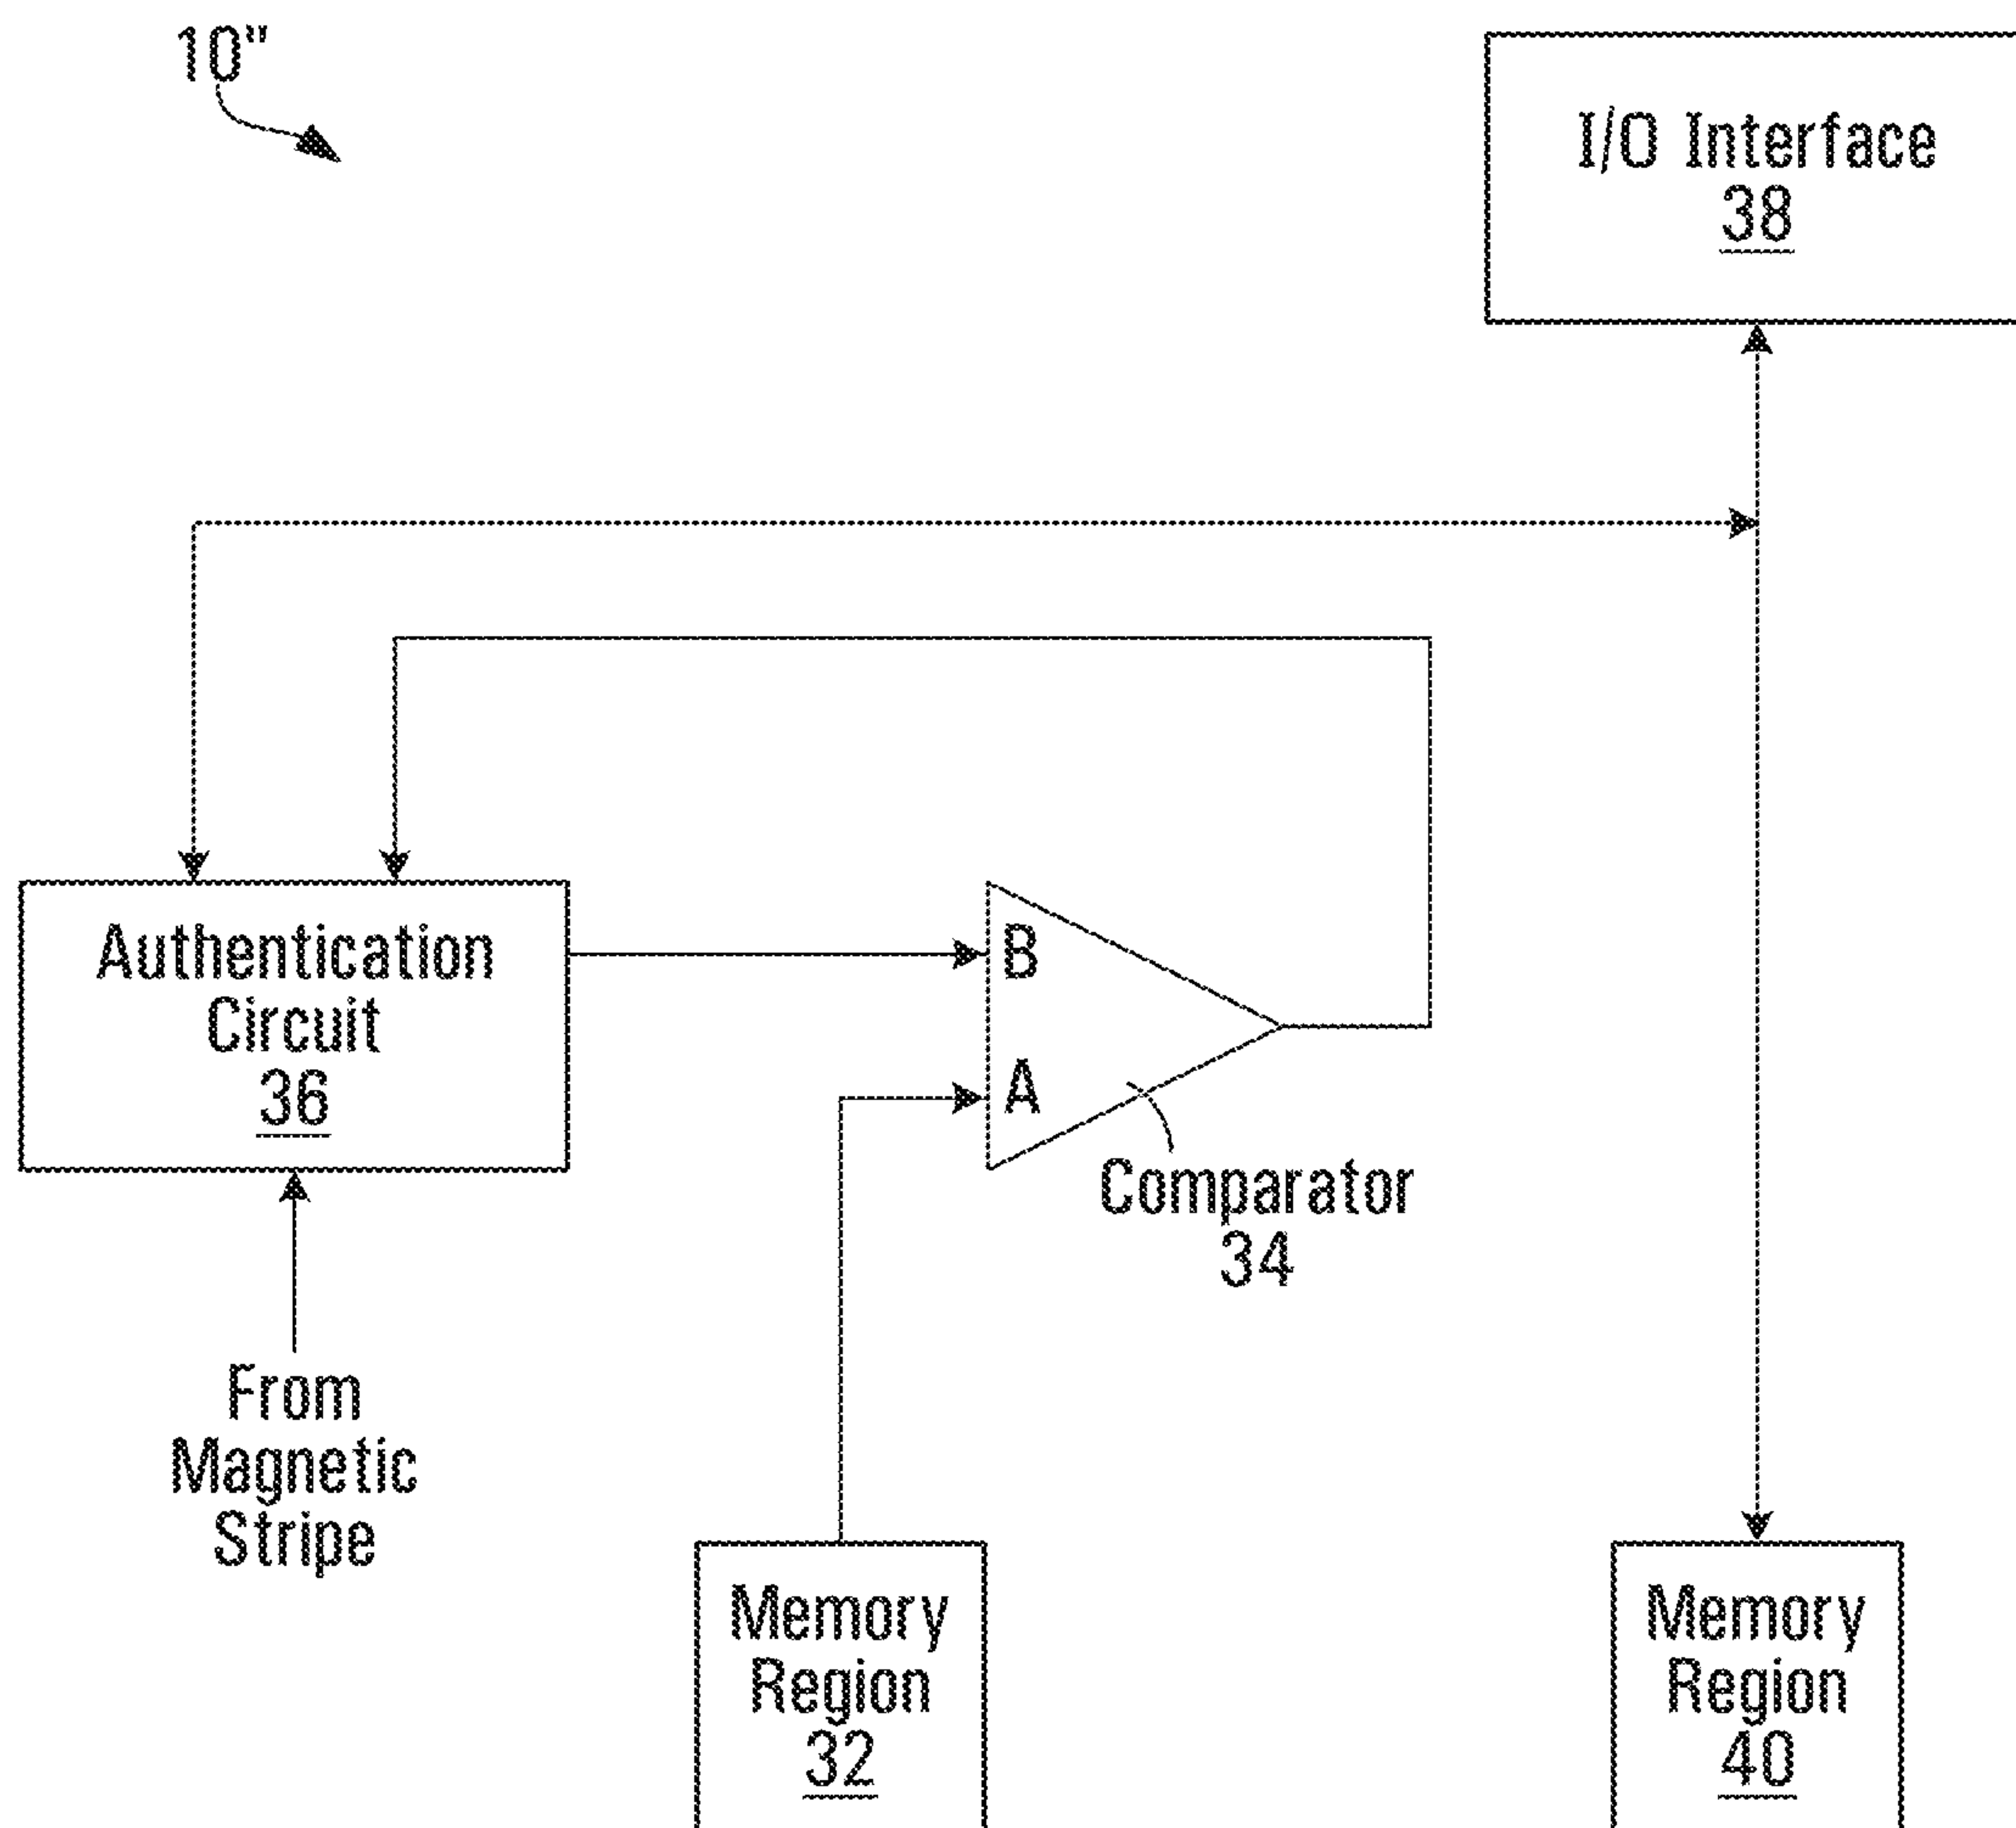 10"
I/O Interface
38
Authentication
Circuit
36
B
A
Comparator
34
From
Magnetic
Stripe
Memory
Region
32
Memory
Region
40